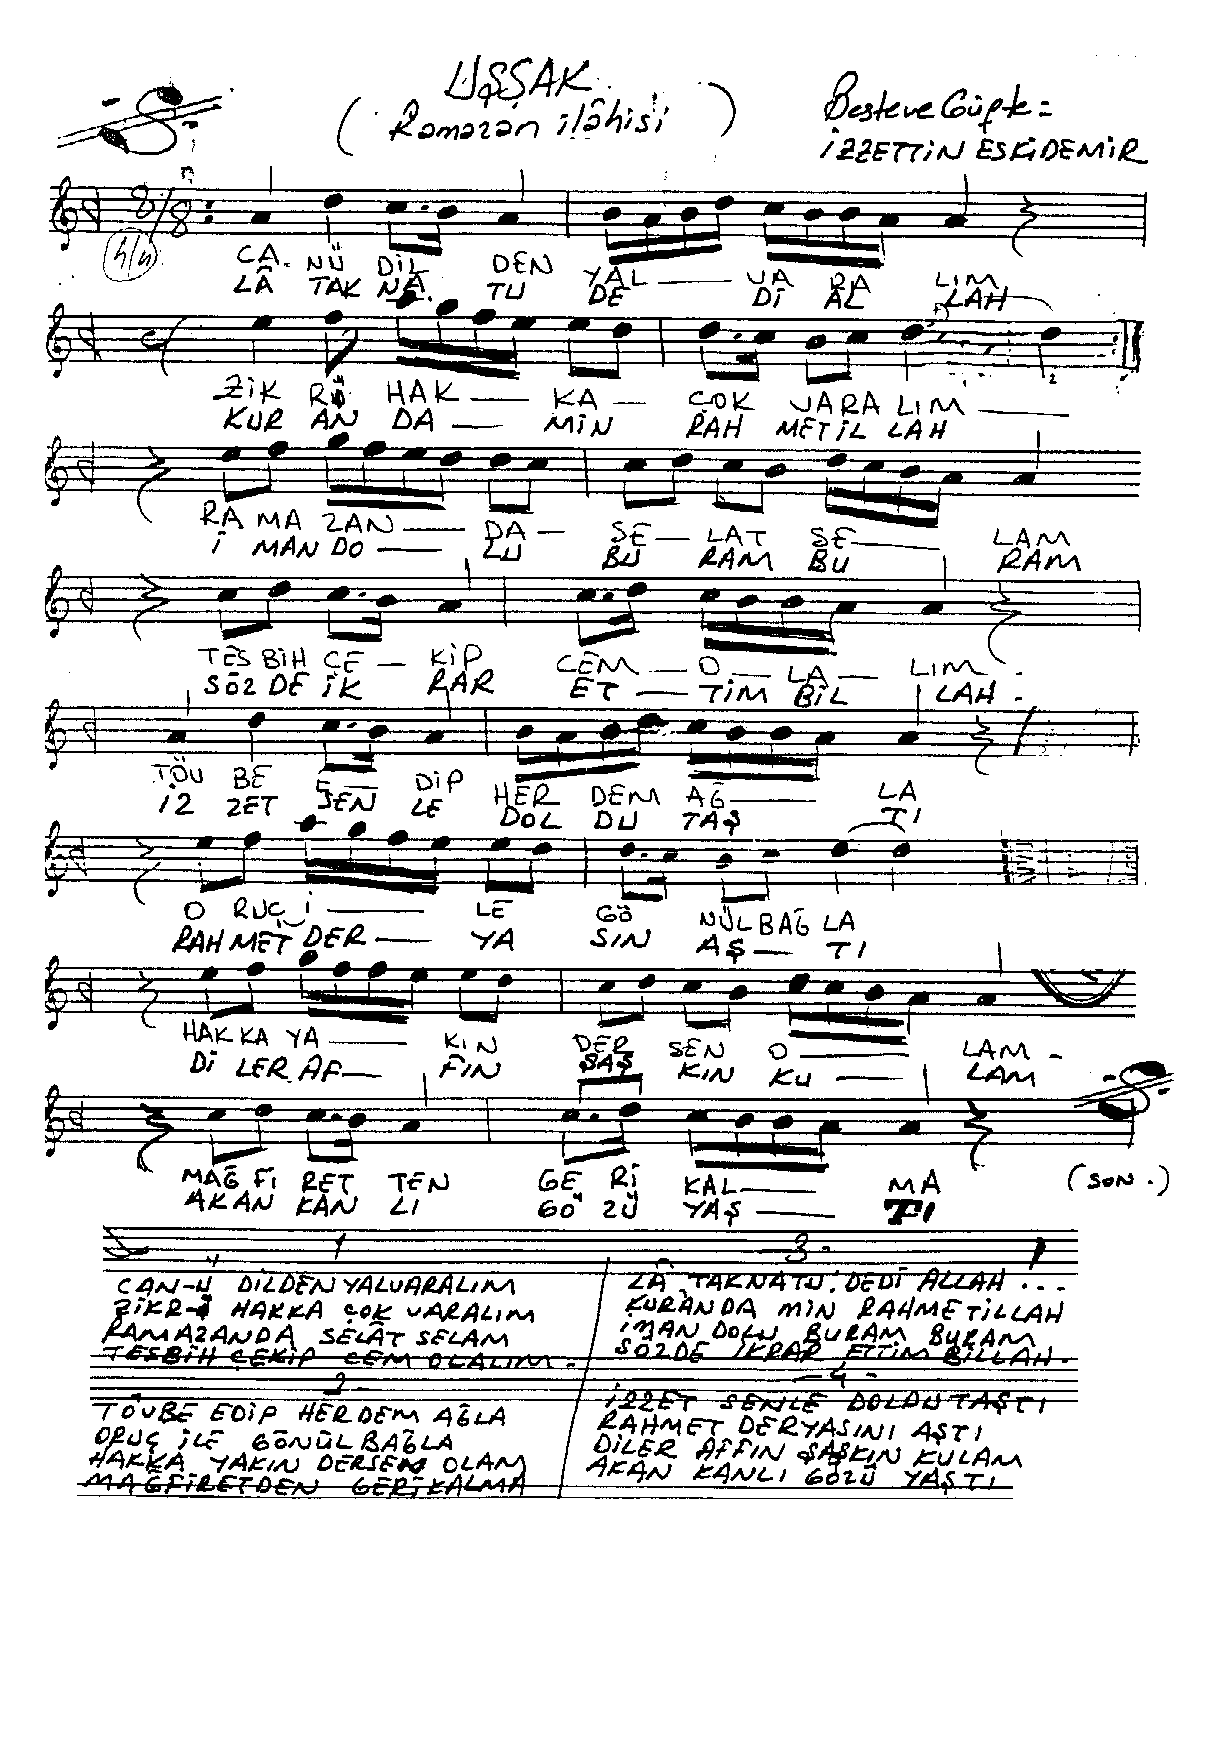 UŞŞAK
(Ramazan ilâhisi)
Beste ve Güfte =
İZZETTİN ESKİDEMİR
8/8
CA- NÜ DİL DEN YAL — VA RA LIM
LÂ TAK NA TU DE Dİ AL LAH
ZİK RÜ HAK — KA — ÇOK VARA LIM —
KUR AN DA — MİN RAH METİL LAH
RA MA ZAN — DA — SE — LAT SE — LAM
İ MAN DO — LU BU RAM BU RAM
TES BİH ÇE — KİP CEM — O — LA — LIM -
SÖZ DE İK RAR ET — TİM BİL LAH -
TÖV BE E — DİP HER DEM AĞ — LA
İZ ZET SEN LE DOL DU TAŞ TI
O RUÇ İ — LE GÖ NÜL BAĞ LA
RAHMET DER — YA SIN AŞ — TI
HAK KA YA — KIN DER SEN O — LAM -
Dİ LER AF — FIN ŞAŞ KIN KU — LAM
MAĞ Fİ RET TEN GE Rİ KAL — MA (SON.)
AKAN KAN LI GÖ ZÜ YAŞ — TI
1
CAN-U DİLDEN YALVARALIM
ZİKR-Ü HAKKA ÇOK VARALIM
RAMAZANDA SELÂT SELAM
TESBİH ÇEKİP CEM OLALIM -
2-
TÖVBE EDİP HERDEM AĞLA
ORUÇ İLE GÖNÜL BAĞLA
HAKKA YAKIN DERSEN OLAM
MAĞFİRETDEN GERİ KALMA
3-
LÂ TAKNATU: DEDİ ALLAH ...
KURÂNDA MİN RAHMETİLLAH
İMAN DOLU BURAM BURAM
SÖZDE İKRAR ETTİM BİLLAH -
-4-
İZZET SENLE DOLDU TAŞTI
RAHMET DERYASINI AŞTI
DİLER AFFIN ŞAŞKIN KULAM
AKAN KANLI GÖZÜ YAŞTI